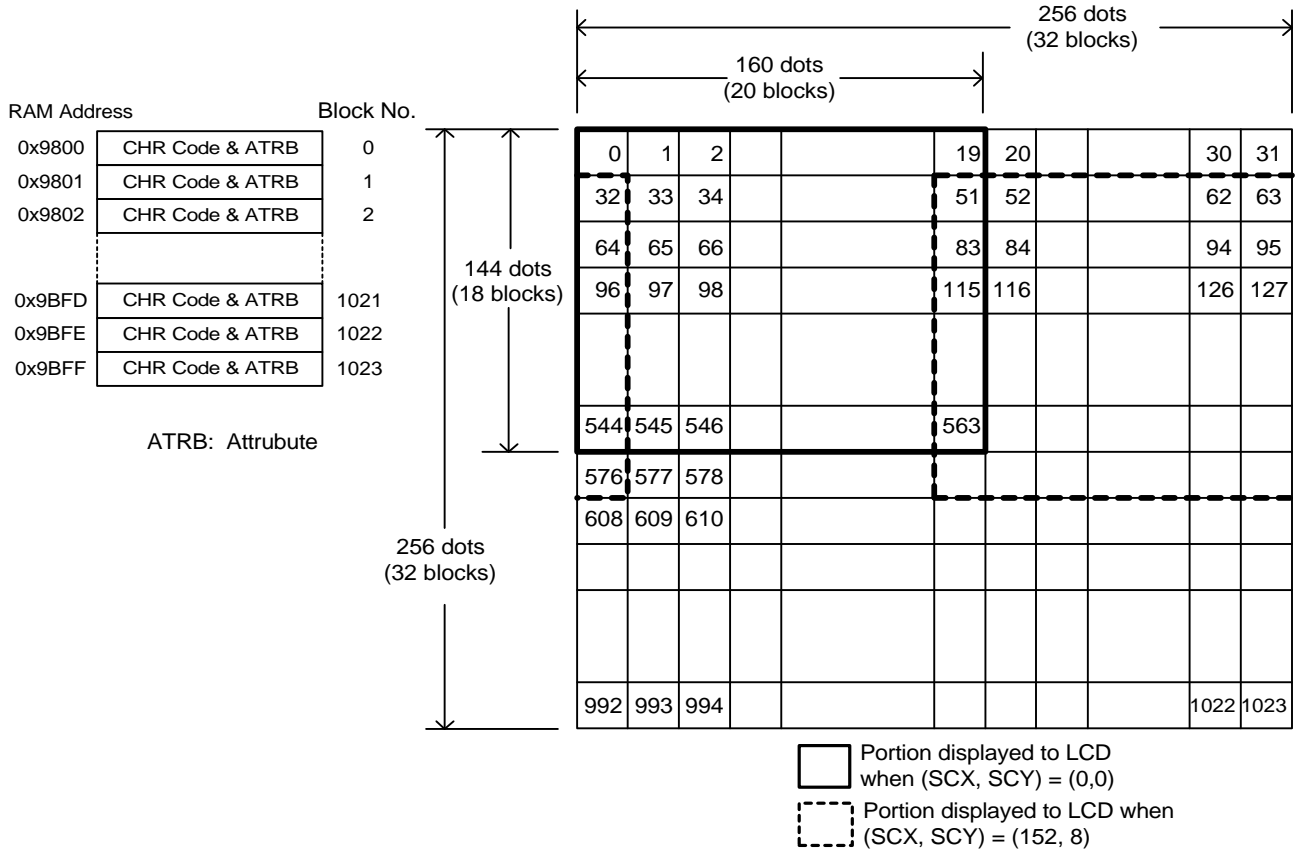 256 dots
(32 blocks)
160 dots
(20 blocks)
RAM Address Block No.
0x9800 CHR Code & ATRB 0
0x9801 CHR Code & ATRB 1
0x9802 CHR Code & ATRB 2
0x9BFD CHR Code & ATRB 1021
0x9BFE CHR Code & ATRB 1022
0x9BFF CHR Code & ATRB 1023
ATRB: Attrubute
144 dots
(18 blocks)
256 dots
(32 blocks)
0 1 2 19 20 30 31
32 33 34 51 52 62 63
64 65 66 83 84 94 95
96 97 98 115 116 126 127
544 545 546 563
576 577 578
608 609 610
992 993 994 1022 1023
Portion displayed to LCD
when (SCX, SCY) = (0,0)
Portion displayed to LCD when
(SCX, SCY) = (152, 8)